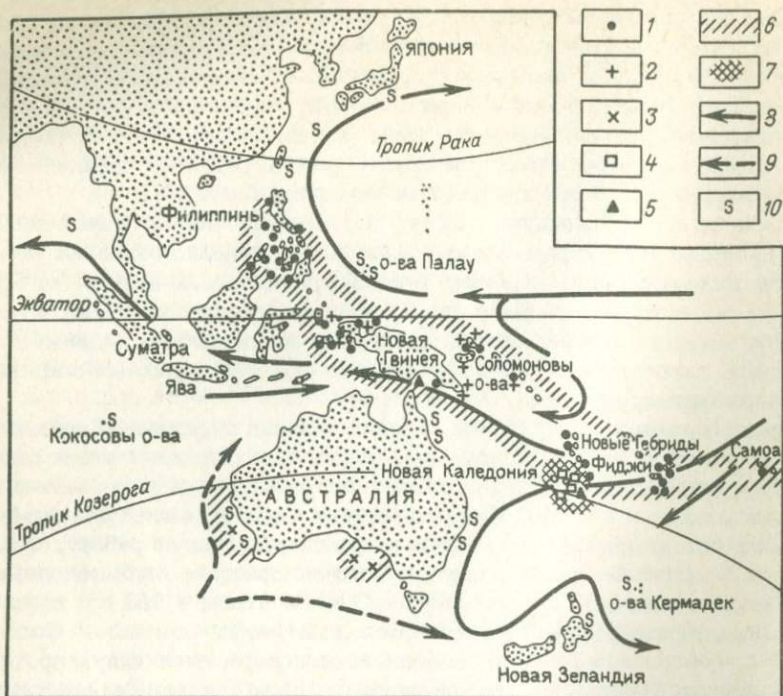 ЯПОНИЯ
S
S
S
S
Тропик Рака
Филиппины
S S о-ва Палау
S
Экватор
Суматра
Ява
Новая
Гвинея
Соломоновы
о-ва
S
Кокосовы о-ва
Новые Гебриды
Фиджи
Самоа
Новая Каледония
АВСТРАЛИЯ
Тропик Козерога
S
о-ва Кермадек
Новая Зеландия
1
2
3
4
5
6
7
8
9
S 10